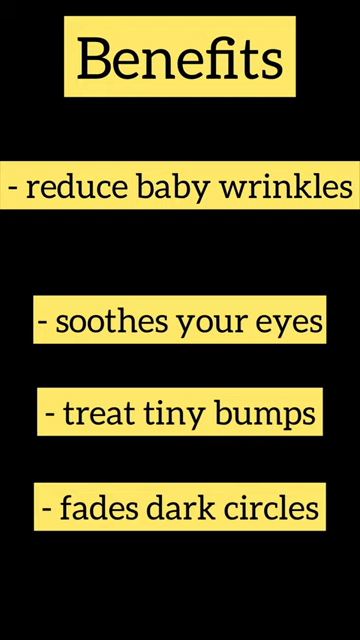 Benefits
- reduce baby wrinkles
- soothes your eyes
- treat tiny bumps
- fades dark circles